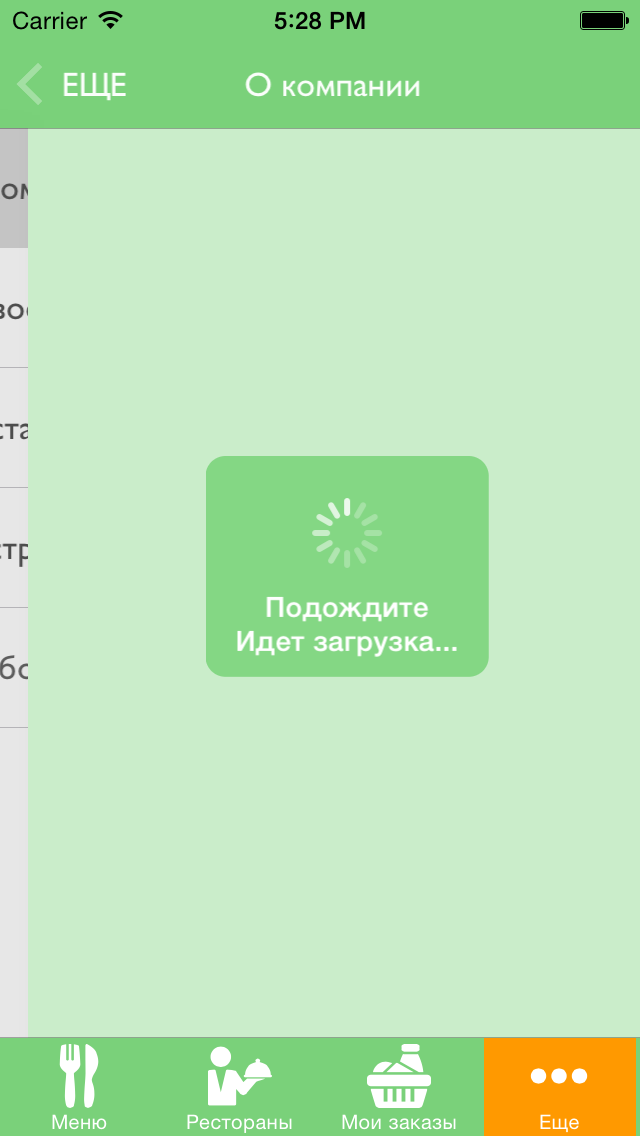 Carrier 5:28 PM
ЕЩЕ О компании
Подождите
Идет загрузка...
Меню Рестораны Мои заказы Еще